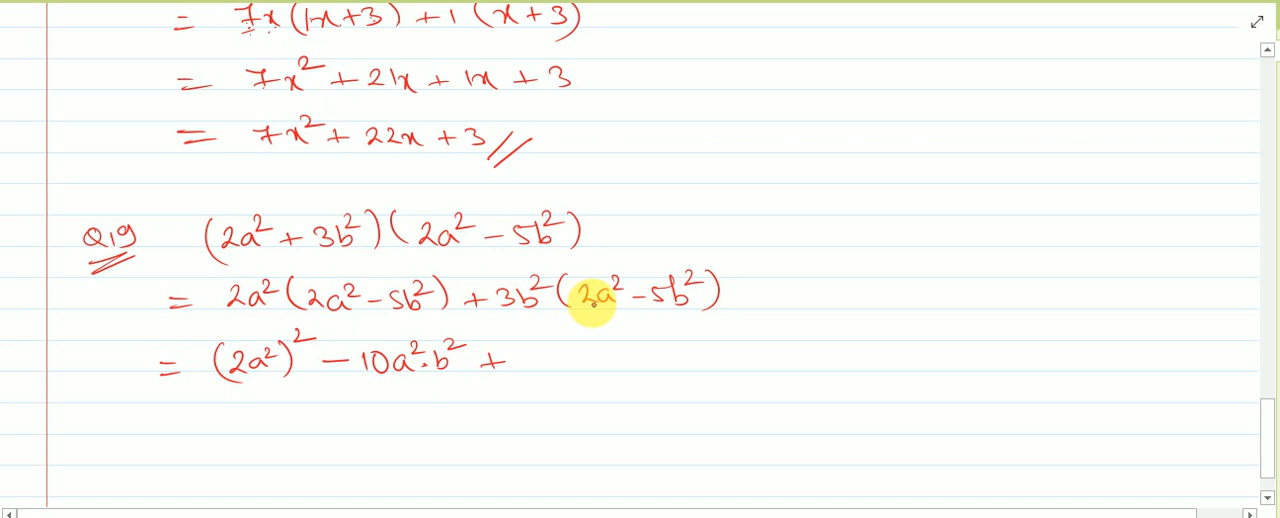 = 7x(1x+3) + 1(x+3)
= 7x² + 21x + 1x + 3
= 7x² + 22x + 3 //
Q19 (2a² + 3b²)(2a² - 5b²)
= 2a²(2a² - 5b²) + 3b²(2a² - 5b²)
= (2a²)² - 10a².b² +